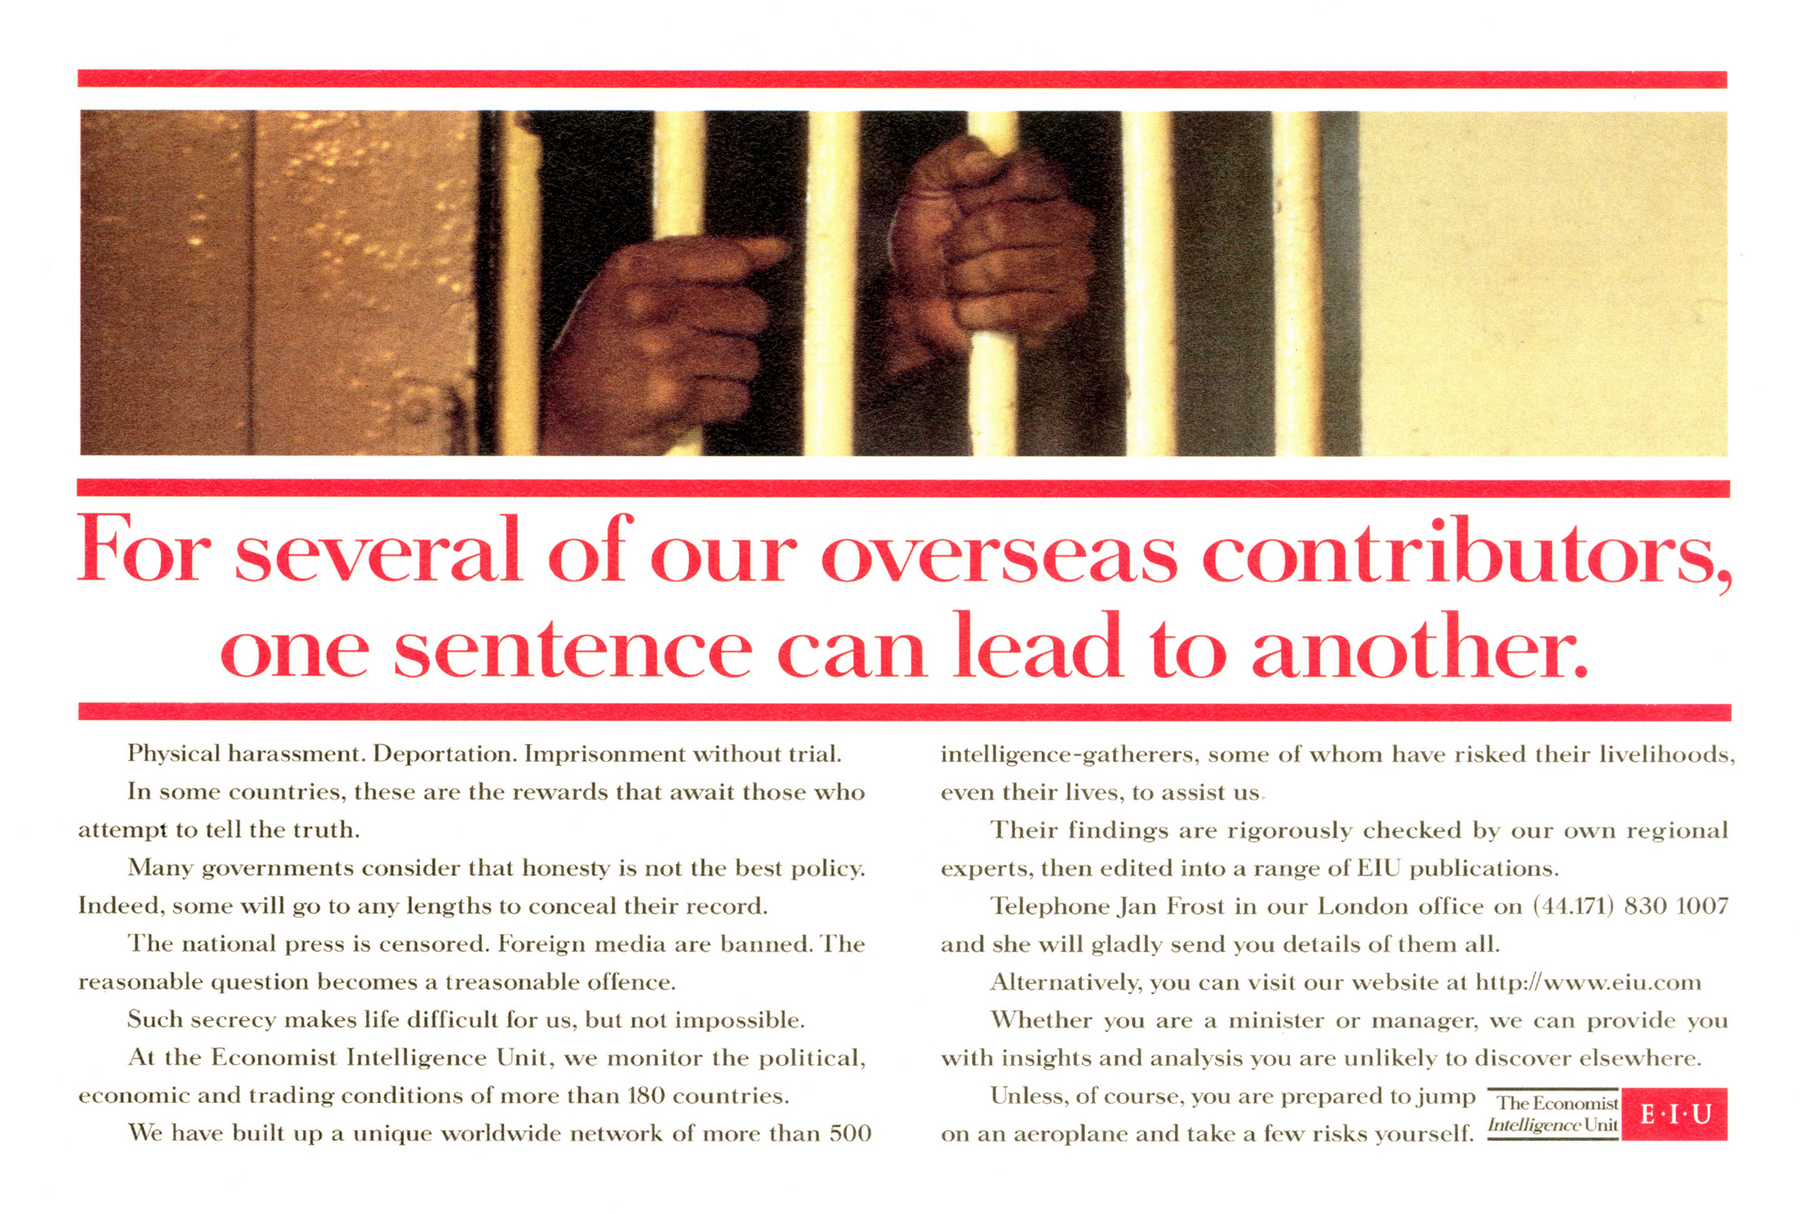 For several of our overseas contributors,
one sentence can lead to another.
Physical harassment. Deportation. Imprisonment without trial.
In some countries, these are the rewards that await those who
attempt to tell the truth.
Many governments consider that honesty is not the best policy.
Indeed, some will go to any lengths to conceal their record.
The national press is censored. Foreign media are banned. The
reasonable question becomes a treasonable offence.
Such secrecy makes life difficult for us, but not impossible.
At the Economist Intelligence Unit, we monitor the political,
economic and trading conditions of more than 180 countries.
We have built up a unique worldwide network of more than 500
intelligence-gatherers, some of whom have risked their livelihoods,
even their lives, to assist us.
Their findings are rigorously checked by our own regional
experts, then edited into a range of EIU publications.
Telephone Jan Frost in our London office on (44.171) 830 1007
and she will gladly send you details of them all.
Alternatively, you can visit our website at http://www.eiu.com
Whether you are a minister or manager, we can provide you
with insights and analysis you are unlikely to discover elsewhere.
Unless, of course, you are prepared to jump
on an aeroplane and take a few risks yourself.
The Economist
Intelligence Unit
E·I·U